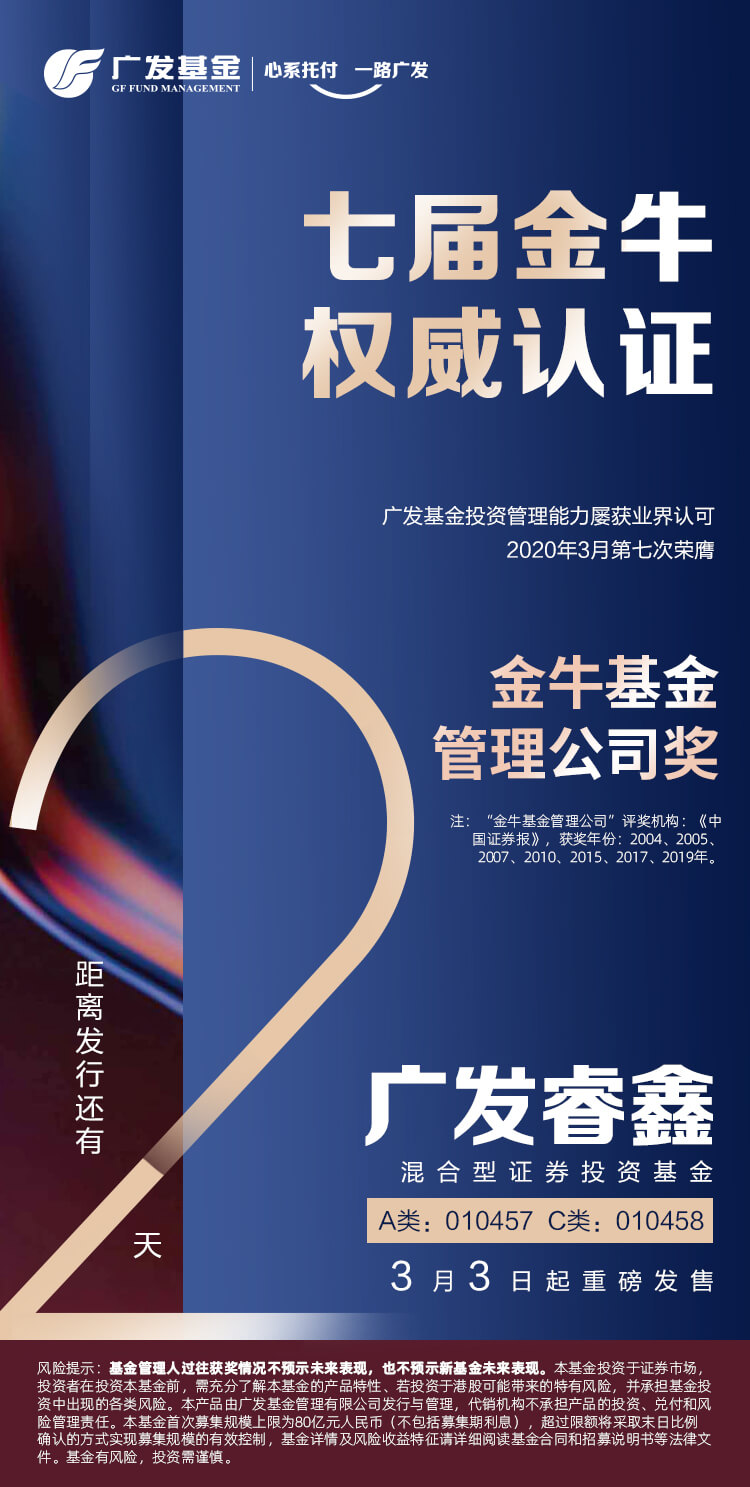 广发基金
GF FUND MANAGEMENT
心系托付 一路广发
七届金牛
权威认证
广发基金投资管理能力屡获业界认可
2020年3月第七次荣膺
金牛基金
管理公司奖
注：“金牛基金管理公司”评奖机构：《中
国证券报》，获奖年份：2004、2005、
2007、2010、2015、2017、2019年。
距离发行还有
2
天
广发睿鑫
混合型证券投资基金
A类：010457 C类：010458
3月3日起重磅发售
风险提示：基金管理人过往获奖情况不预示未来表现，也不预示新基金未来表现。本基金投资于证券市场，
投资者在投资本基金前，需充分了解本基金的产品特性、若投资于港股可能带来的特有风险，并承担基金投
资中出现的各类风险。本产品由广发基金管理有限公司发行与管理，代销机构不承担产品的投资、兑付和风
险管理责任。本基金首次募集规模上限为80亿元人民币（不包括募集期利息），超过限额将采取末日比例
确认的方式实现募集规模的有效控制，基金详情及风险收益特征请详细阅读基金合同和招募说明书等法律文
件。基金有风险，投资需谨慎。